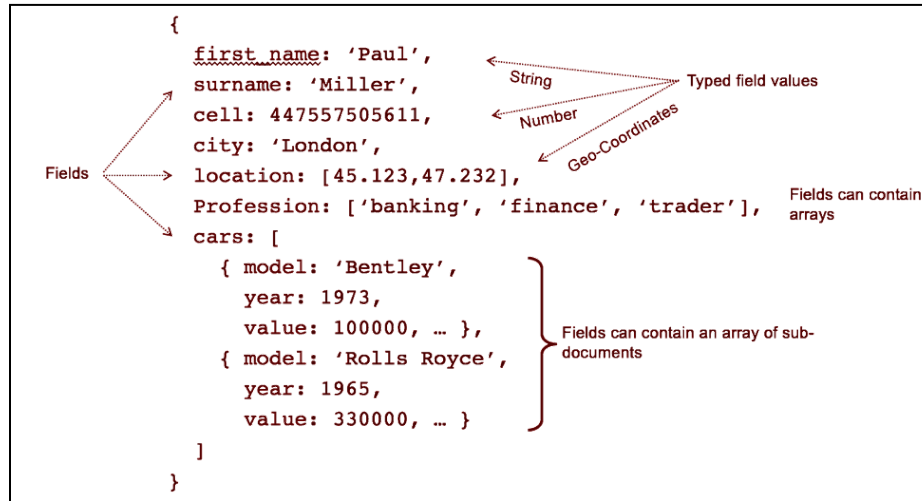 {
first_name: ‘Paul’,
surname: ‘Miller’,
cell: 447557505611,
city: ‘London’,
location: [45.123,47.232],
Profession: [‘banking’, ‘finance’, ‘trader’],
cars: [
{ model: ‘Bentley’,
year: 1973,
value: 100000, … },
{ model: ‘Rolls Royce’,
year: 1965,
value: 330000, … }
]
}
Fields
String
Number
Geo-Coordinates
Typed field values
Fields can contain
arrays
Fields can contain an array of sub-
documents